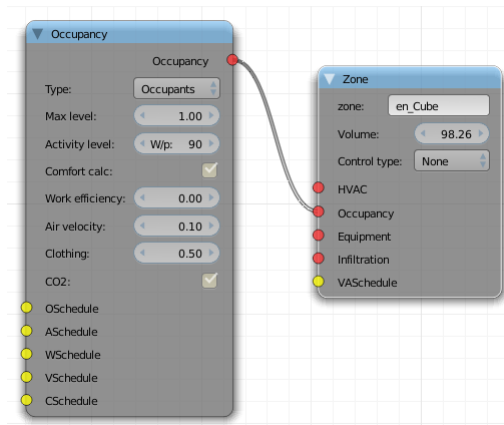 Occupancy
Occupancy
Type: Occupants
Max level: 1.00
Activity level: W/p: 90
Comfort calc:
Work efficiency: 0.00
Air velocity: 0.10
Clothing: 0.50
CO2:
OSchedule
ASchedule
WSchedule
VSchedule
CSchedule
Zone
zone: en_Cube
Volume: 98.26
Control type: None
HVAC
Occupancy
Equipment
Infiltration
VASchedule